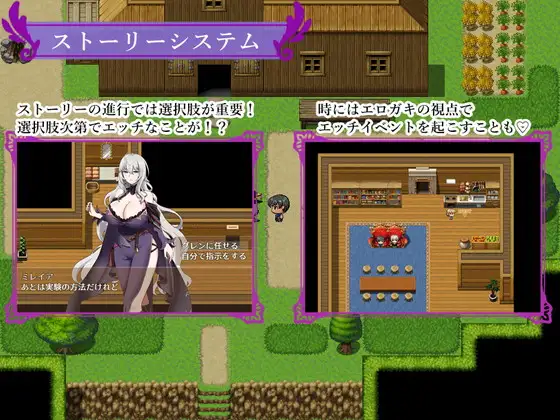 ストーリーシステム
ストーリーの進行では選択肢が重要!
選択肢次第でエッチなことが!?
時にはエロガキの視点で
エッチイベントを起こすことも♡
ブレンに任せる
自分で指示をする
ミレイア
あとは実験の方法だけれど